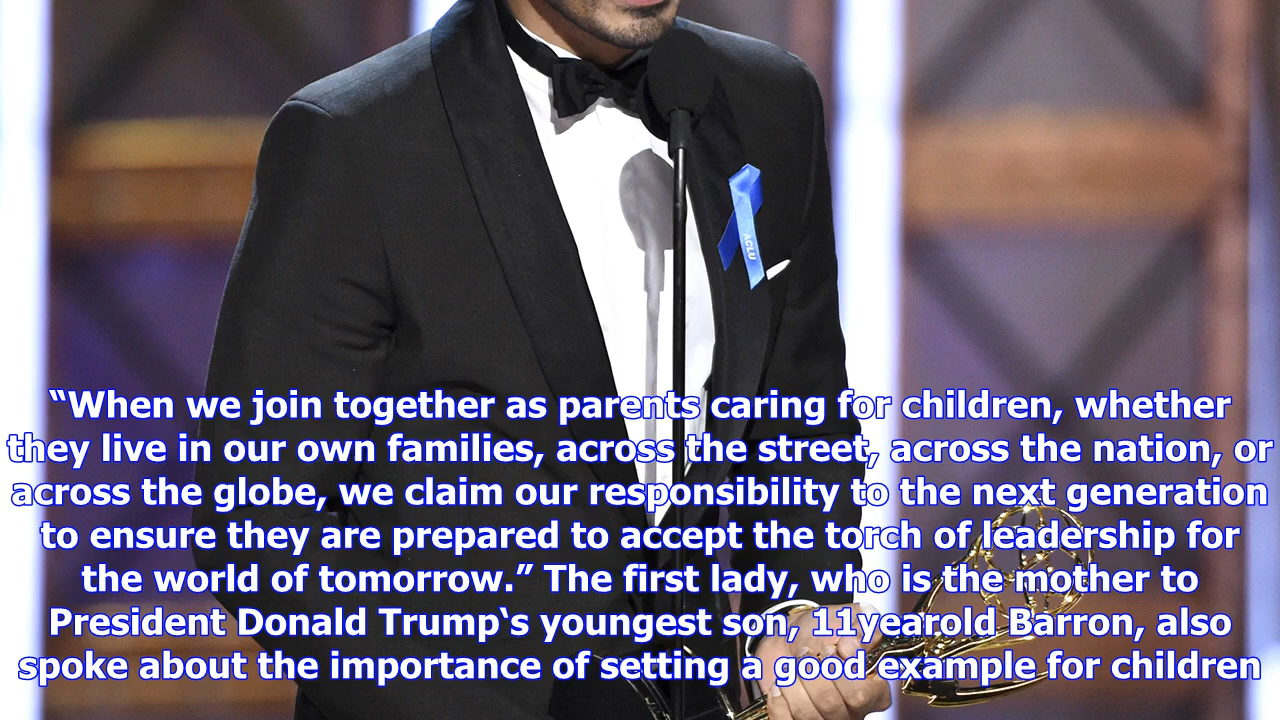 ACLU
“When we join together as parents caring for children, whether
they live in our own families, across the street, across the nation, or
across the globe, we claim our responsibility to the next generation
to ensure they are prepared to accept the torch of leadership for
the world of tomorrow.” The first lady, who is the mother to
President Donald Trump‘s youngest son, 11yearold Barron, also
spoke about the importance of setting a good example for children